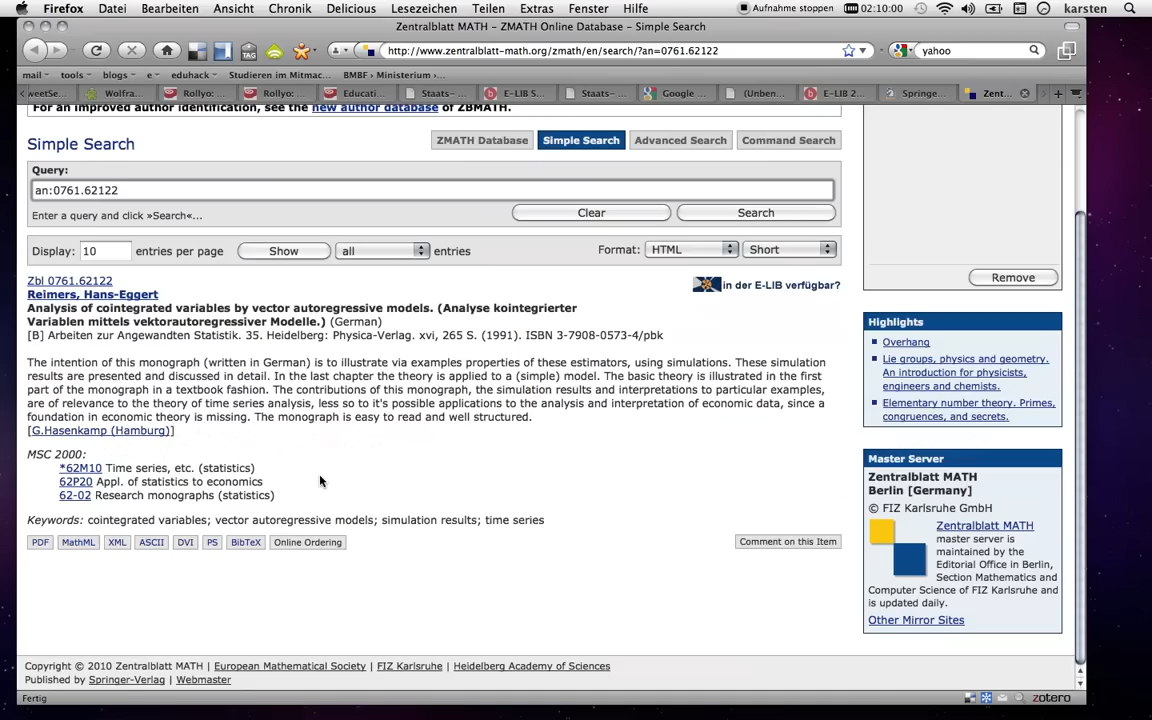 Firefox Datei Bearbeiten Ansicht Chronik Delicious Lesezeichen Teilen Extras Fenster Hilfe Aufnahme stoppen 02:10:00 karsten
Zentralblatt MATH – ZMATH Online Database – Simple Search
http://www.zentralblatt-math.org/zmath/en/search/?an=0761.62122 yahoo
mail tools blogs e eduhack Studieren im Mitmac... BMBF › Ministerium ...
weetSe... Wolfra... Rollyo:... Rollyo:... Educati... Staats-... E-LIB S... Staats-... Google ... (Unben... E-LIB 2... Springe... Zent...
For an improved author identification, see the new author database of ZBMATH.
Simple Search ZMATH Database Simple Search Advanced Search Command Search
Query:
an:0761.62122
Enter a query and click »Search«... Clear Search
Display: 10 entries per page Show all entries Format: HTML Short
Remove
Zbl 0761.62122 in der E-LIB verfügbar?
Reimers, Hans-Eggert
Analysis of cointegrated variables by vector autoregressive models. (Analyse kointegrierter
Variablen mittels vektorautoregressiver Modelle.) (German)
[B] Arbeiten zur Angewandten Statistik. 35. Heidelberg: Physica-Verlag. xvi, 265 S. (1991). ISBN 3-7908-0573-4/pbk
The intention of this monograph (written in German) is to illustrate via examples properties of these estimators, using simulations. These simulation
results are presented and discussed in detail. In the last chapter the theory is applied to a (simple) model. The basic theory is illustrated in the first
part of the monograph in a textbook fashion. The contributions of this monograph, the simulation results and interpretations to particular examples,
are of relevance to the theory of time series analysis, less so to it's possible applications to the analysis and interpretation of economic data, since a
foundation in economic theory is missing. The monograph is easy to read and well structured.
[G.Hasenkamp (Hamburg)]
MSC 2000:
*62M10 Time series, etc. (statistics)
62P20 Appl. of statistics to economics
62-02 Research monographs (statistics)
Keywords: cointegrated variables; vector autoregressive models; simulation results; time series
PDF MathML XML ASCII DVI PS BibTeX Online Ordering Comment on this Item
Highlights
Overhang
Lie groups, physics and geometry.
An introduction for physicists,
engineers and chemists.
Elementary number theory. Primes,
congruences, and secrets.
Master Server
Zentralblatt MATH
Berlin [Germany]
© FIZ Karlsruhe GmbH
Zentralblatt MATH
master server is
maintained by the
Editorial Office in Berlin,
Section Mathematics and
Computer Science of FIZ Karlsruhe and
is updated daily.
Other Mirror Sites
Copyright © 2010 Zentralblatt MATH | European Mathematical Society | FIZ Karlsruhe | Heidelberg Academy of Sciences
Published by Springer-Verlag | Webmaster
Fertig zotero